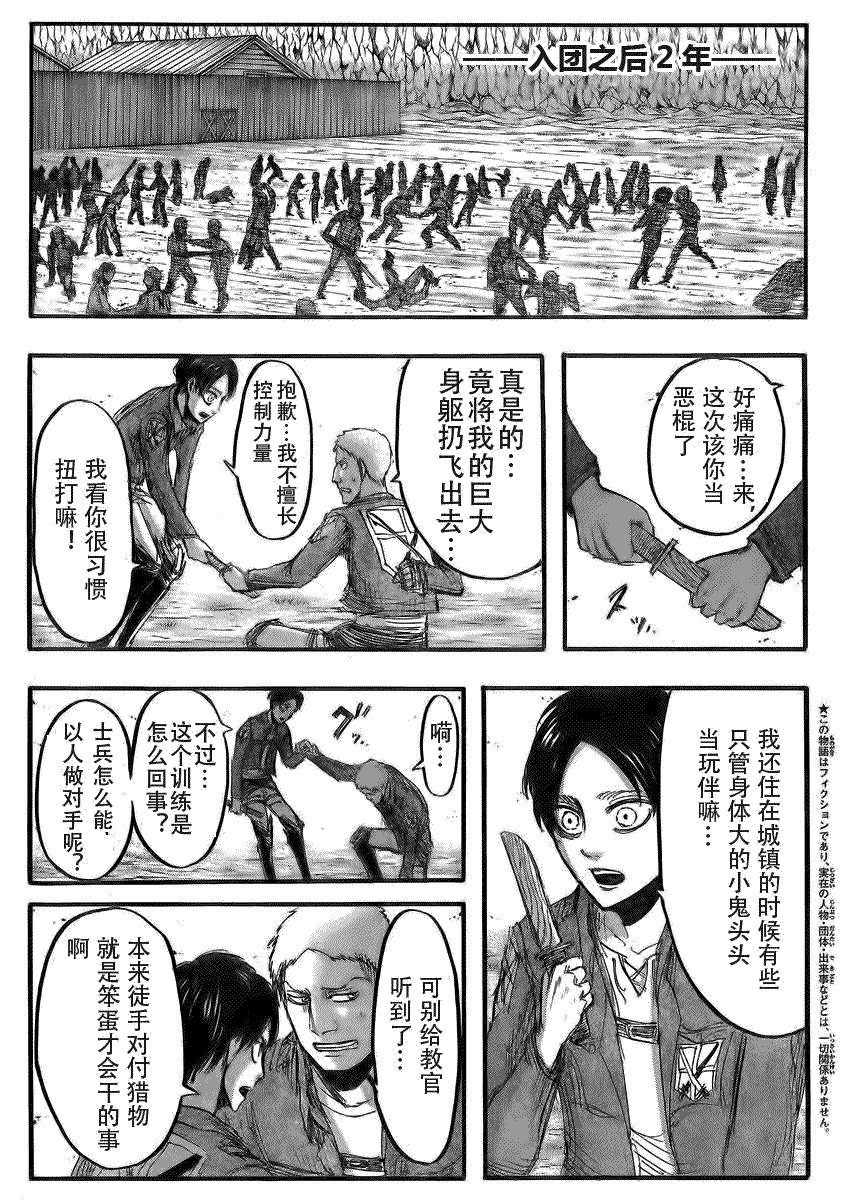 ——入团之后2年——
好痛痛…来,
这次该你当
恶棍了
真是的…
竟将我的巨大
身躯扔飞出去…
抱歉…我不擅长
控制力量
我看你很习惯
扭打嘛！
我还住在城镇的时候有些
只管身体大的小鬼头头
当玩伴嘛…
嗬…
不过…
这个训练是
怎么回事？
士兵怎么能,
以人做对手呢？
可别给教官
听到了…
本来徒手对付猎物
就是笨蛋才会干的事
啊
★この物語はフィクションであり、実在の人物・団体・出来事などとは、一切関係ありません。